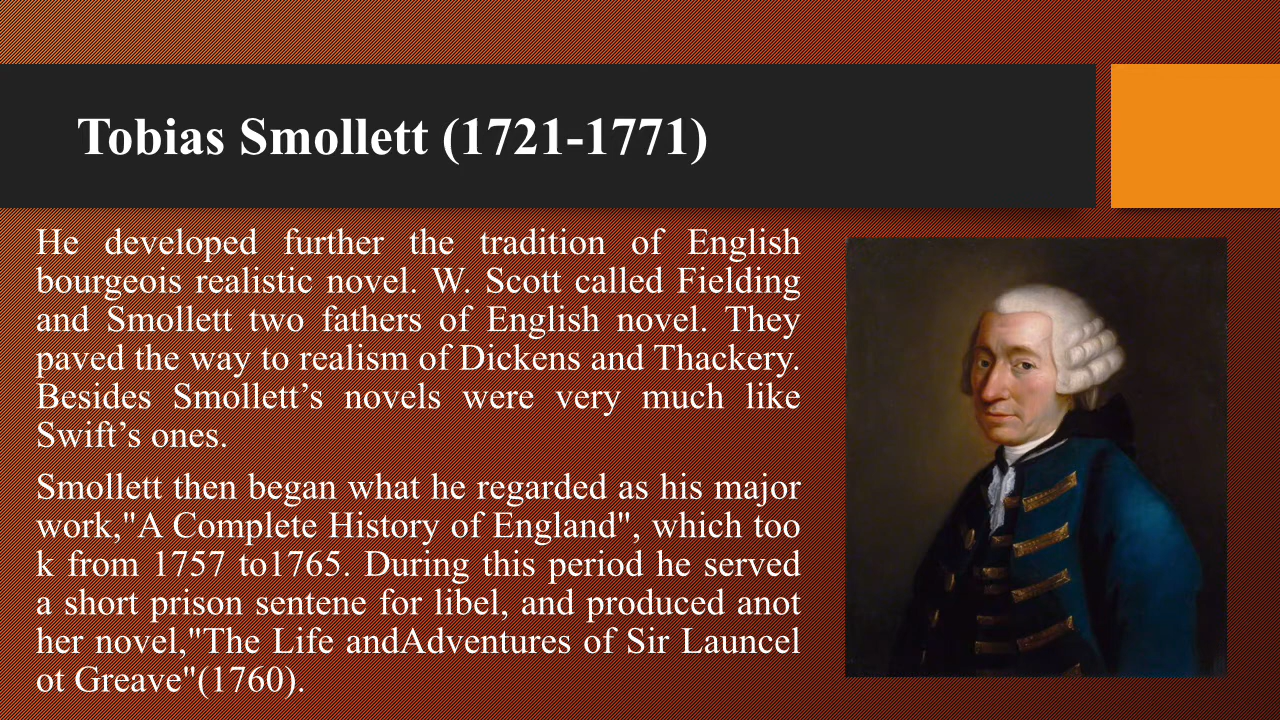 Tobias Smollett (1721-1771)
He developed further the tradition of English
bourgeois realistic novel. W. Scott called Fielding
and Smollett two fathers of English novel. They
paved the way to realism of Dickens and Thackery.
Besides Smollett’s novels were very much like
Swift’s ones.
Smollett then began what he regarded as his major
work,"A Complete History of England", which too
k from 1757 to1765. During this period he served
a short prison sentene for libel, and produced anot
her novel,"The Life andAdventures of Sir Launcel
ot Greave"(1760).